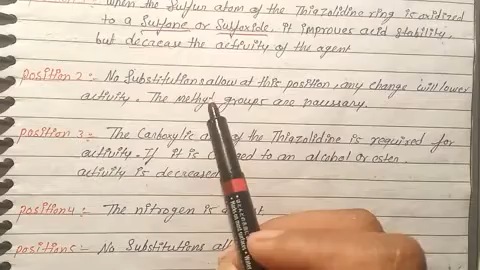 when the Sulfur atom of the Thiazolidine ring is oxidized
to a Sulfone or Sulfoxide, it improves acid stability,
but decease the activity of the agent
position 2 :- No Substitutions allow at this position, any change will lower
activity. The methyl groups are necessary.
position 3 :- The Carboxylic of the Thiazolidine is required for
activity. If it is to an alcohol or ester
activity is decreased
position 4 :- The nitrogen is
position 5 :- No Substitutions